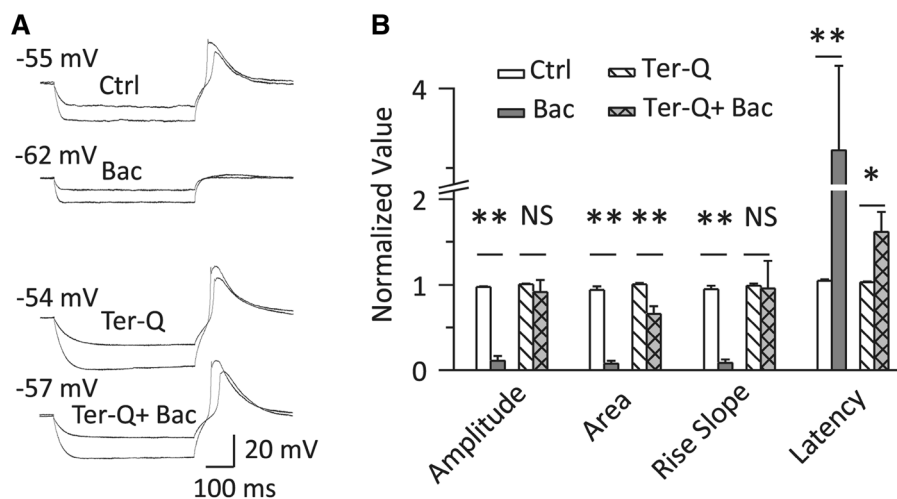 A
-55 mV
Ctrl
-62 mV
Bac
-54 mV
Ter-Q
-57 mV
Ter-Q+ Bac
20 mV
100 ms
B
Ctrl
Ter-Q
Bac
Ter-Q+ Bac
**
Normalized Value
4
2
1
0
** NS ** ** ** NS *
Amplitude
Area
Rise Slope
Latency